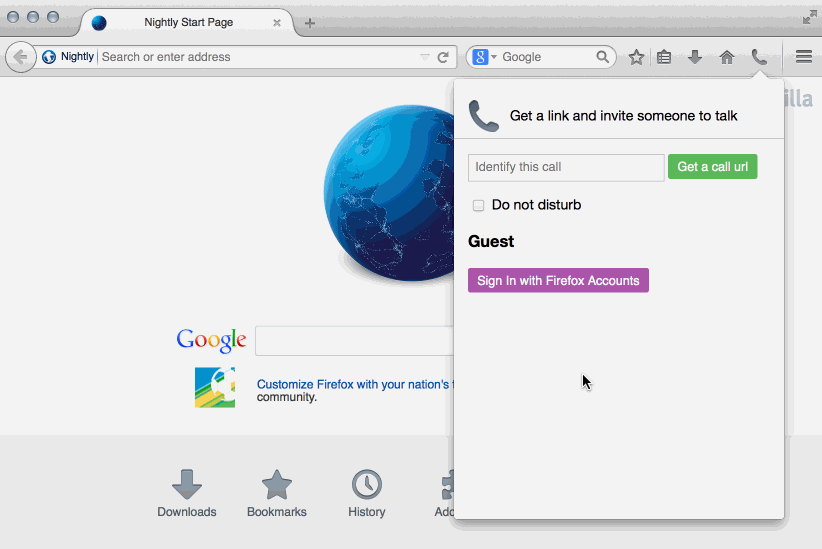 Nightly Start Page
Nightly
Search or enter address
Google
illa
Get a link and invite someone to talk
Identify this call
Get a call url
Do not disturb
Guest
Sign In with Firefox Accounts
Google
Customize Firefox with your nation's
community.
Downloads
Bookmarks
History
Add